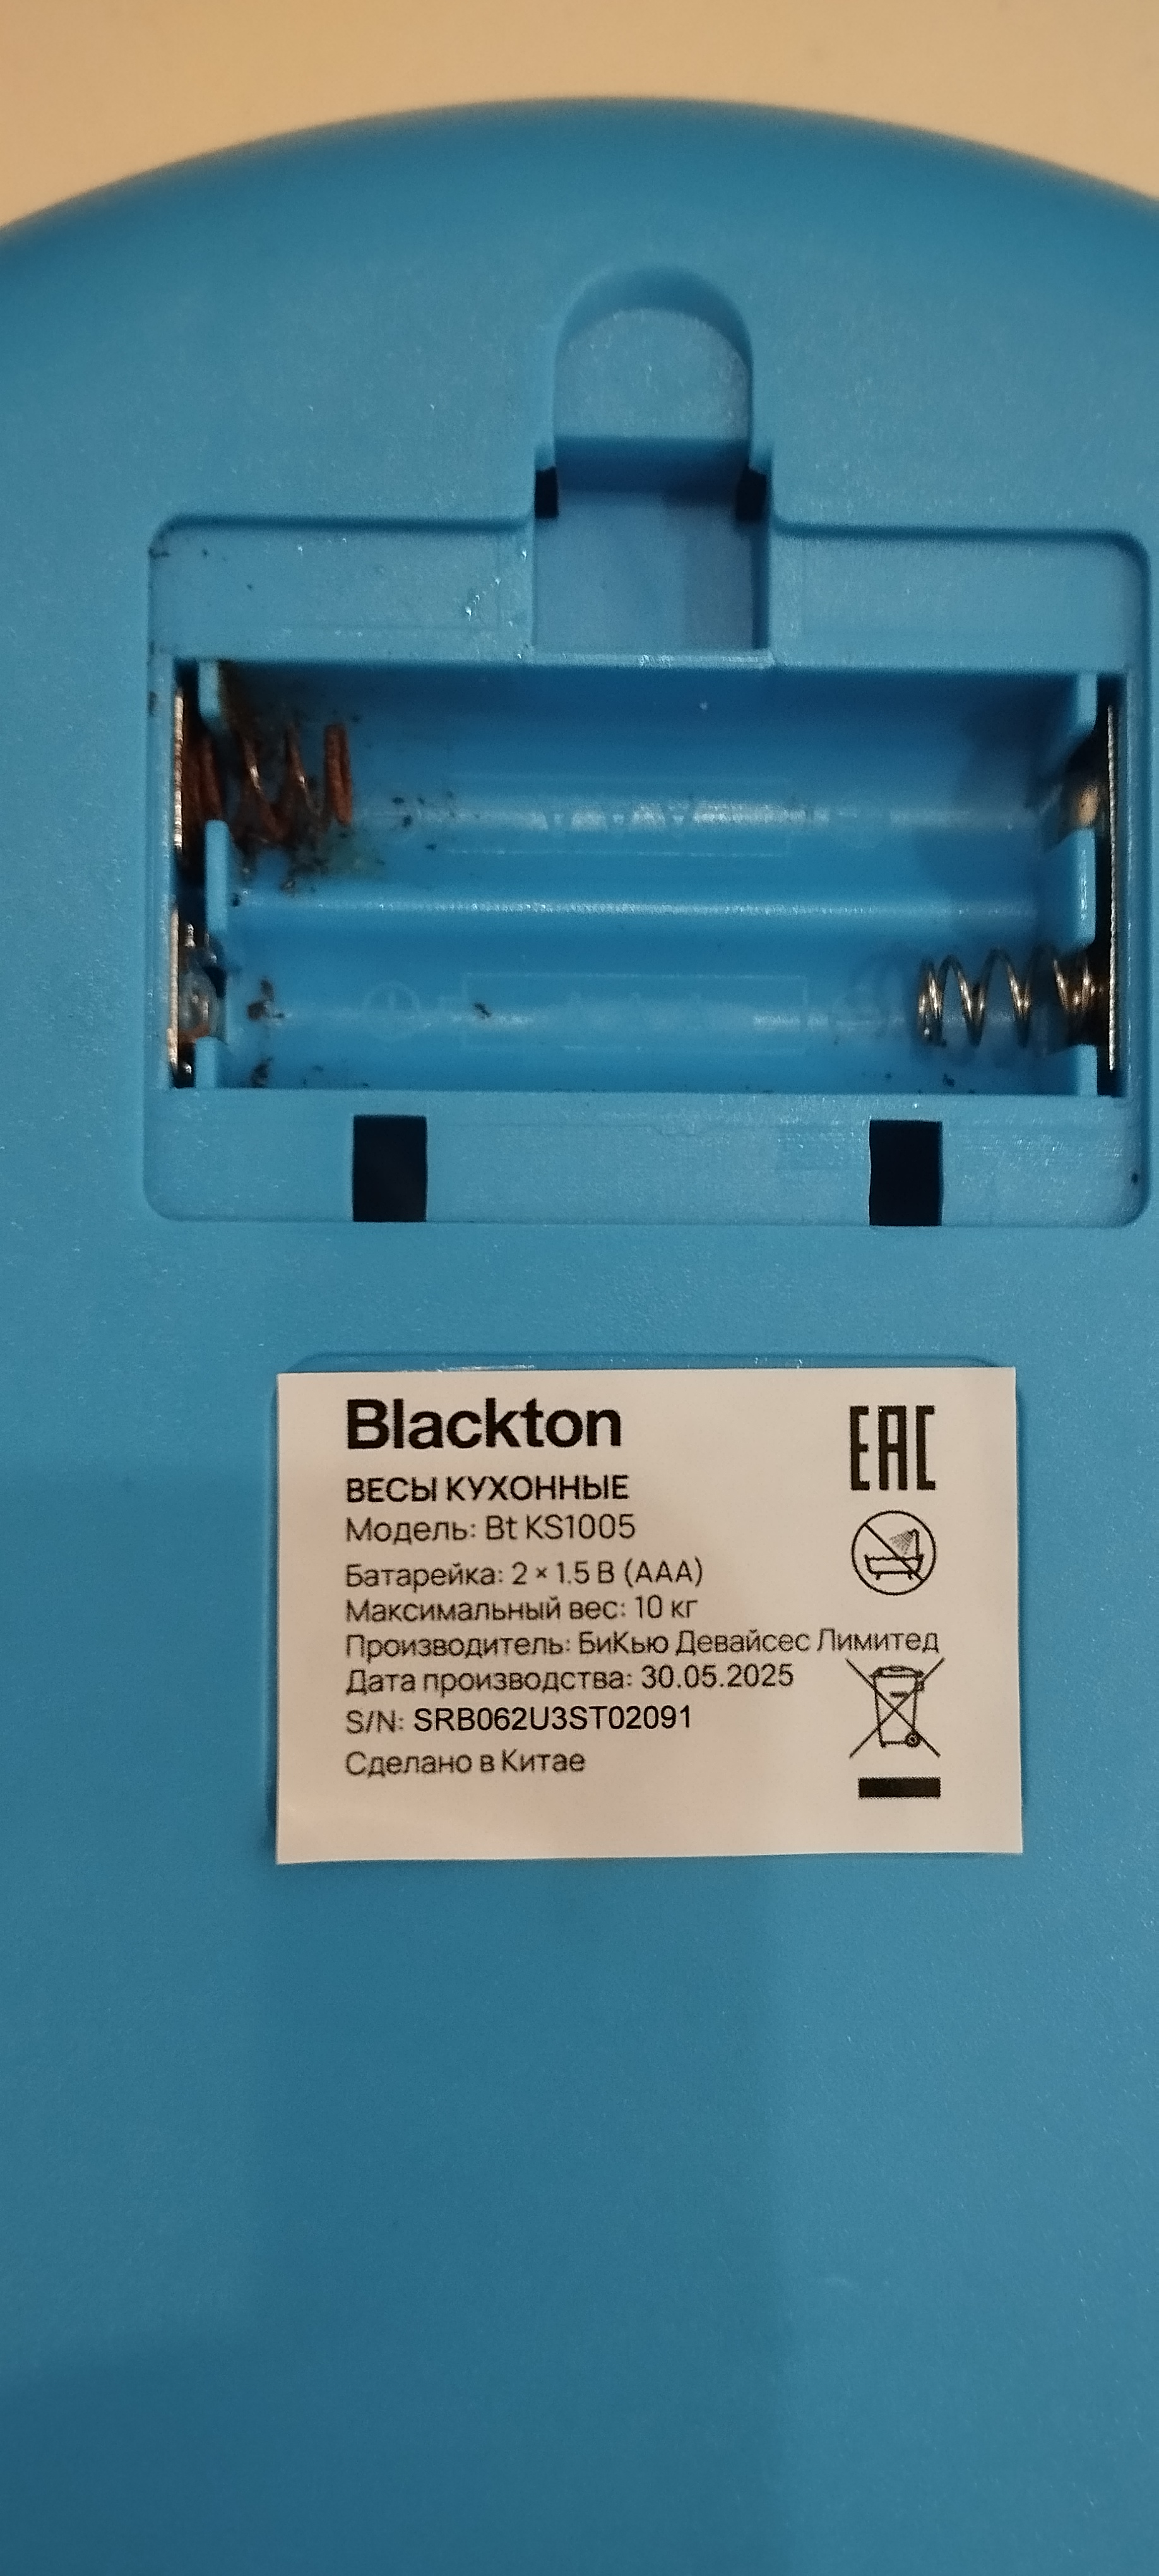 Blackton
EAC
ВЕСЫ КУХОННЫЕ
Модель: Bt KS1005
Батарейка: 2 × 1.5 В (AAA)
Максимальный вес: 10 кг
Производитель: БиКью Девайсес Лимитед
Дата производства: 30.05.2025
S/N: SRB062U3ST02091
Сделано в Китае